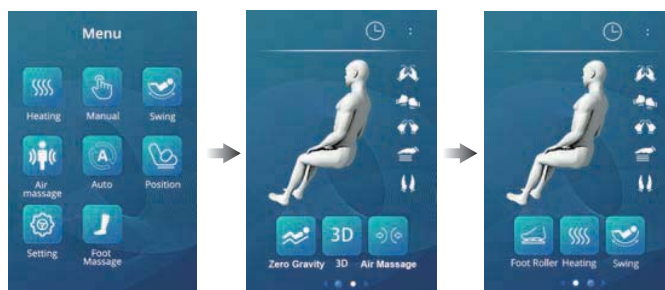 Menu
Heating Manual Swing
Air
massage
Auto Position
A
Setting
Foot
Massage
:
3D
Zero Gravity 3D Air Massage
:
Foot Roller Heating Swing